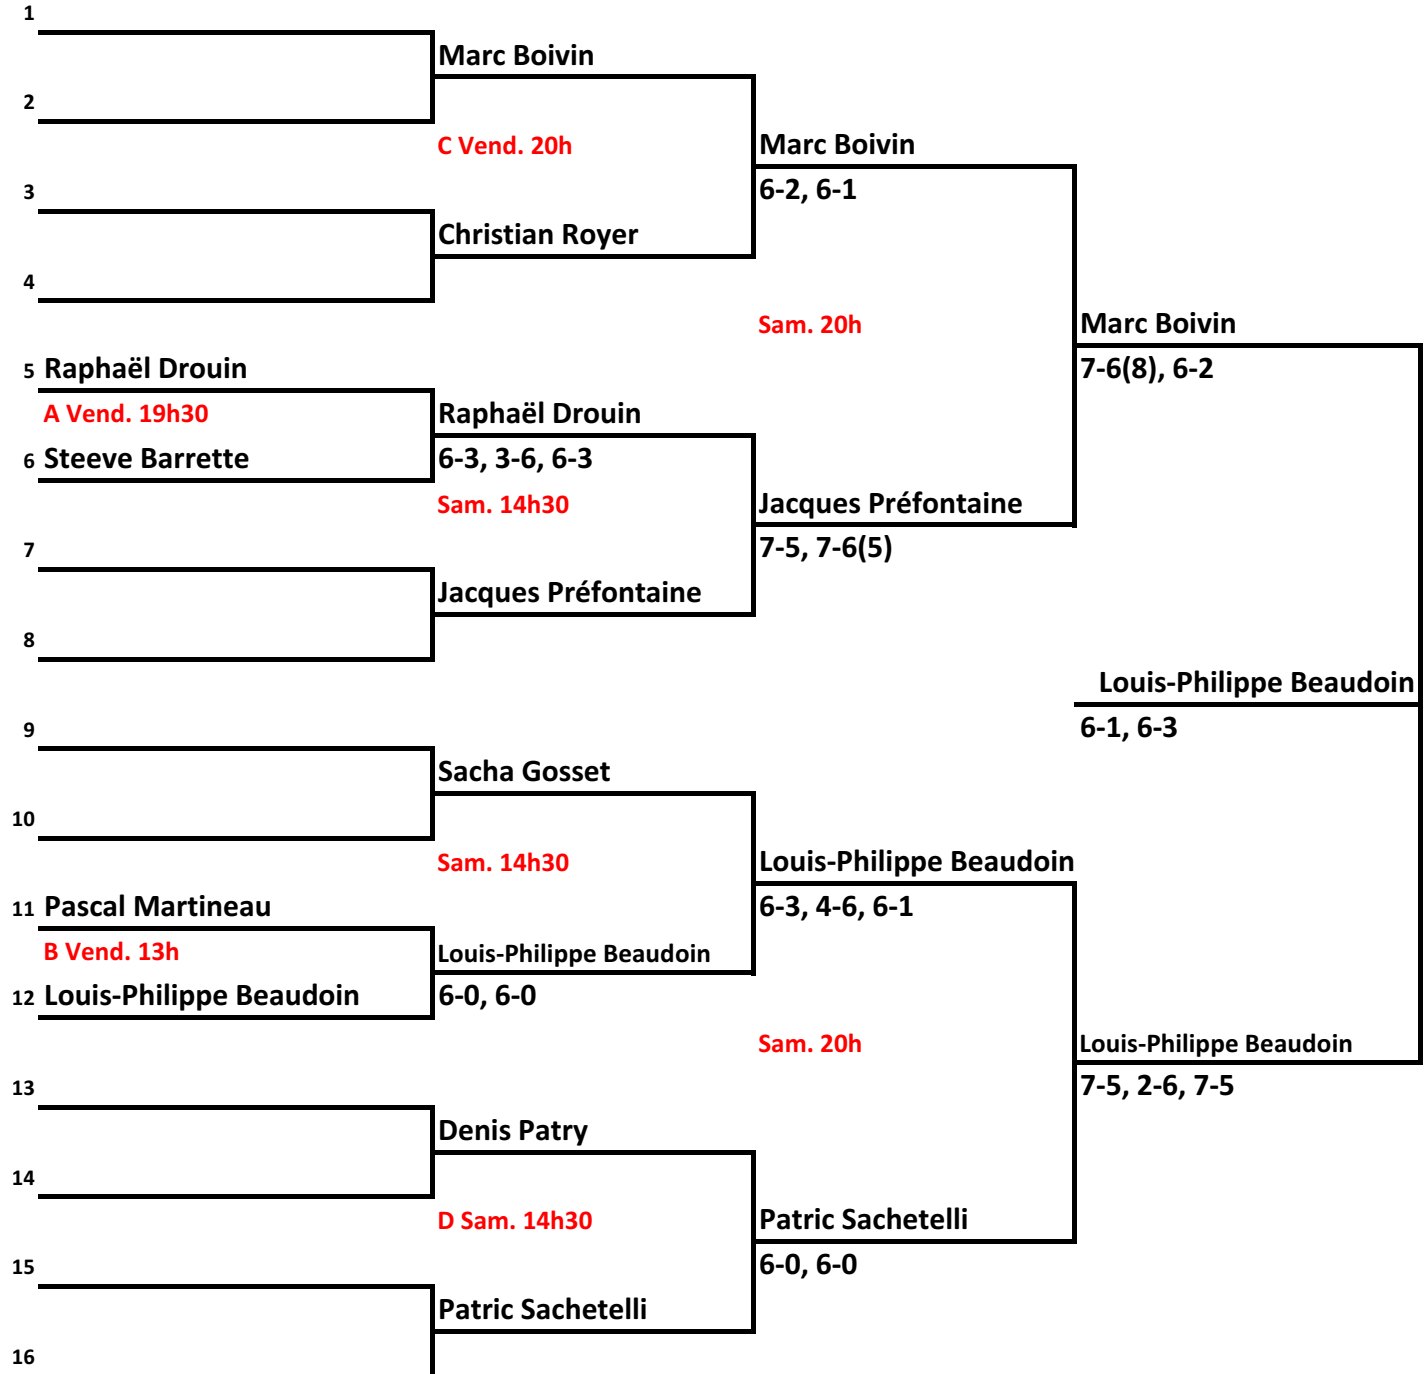 1
Marc Boivin
2
C Vend. 20h
Marc Boivin
3
6-2, 6-1
Christian Royer
4
Sam. 20h
Marc Boivin
5 Raphaël Drouin
7-6(8), 6-2
A Vend. 19h30
Raphaël Drouin
6 Steeve Barrette
6-3, 3-6, 6-3
Sam. 14h30
Jacques Préfontaine
7
7-5, 7-6(5)
Jacques Préfontaine
8
Louis-Philippe Beaudoin
9
6-1, 6-3
Sacha Gosset
10
Sam. 14h30
Louis-Philippe Beaudoin
11 Pascal Martineau
6-3, 4-6, 6-1
B Vend. 13h
Louis-Philippe Beaudoin
12 Louis-Philippe Beaudoin
6-0, 6-0
Sam. 20h
Louis-Philippe Beaudoin
13
7-5, 2-6, 7-5
Denis Patry
14
D Sam. 14h30
Patric Sachetelli
15
6-0, 6-0
Patric Sachetelli
16